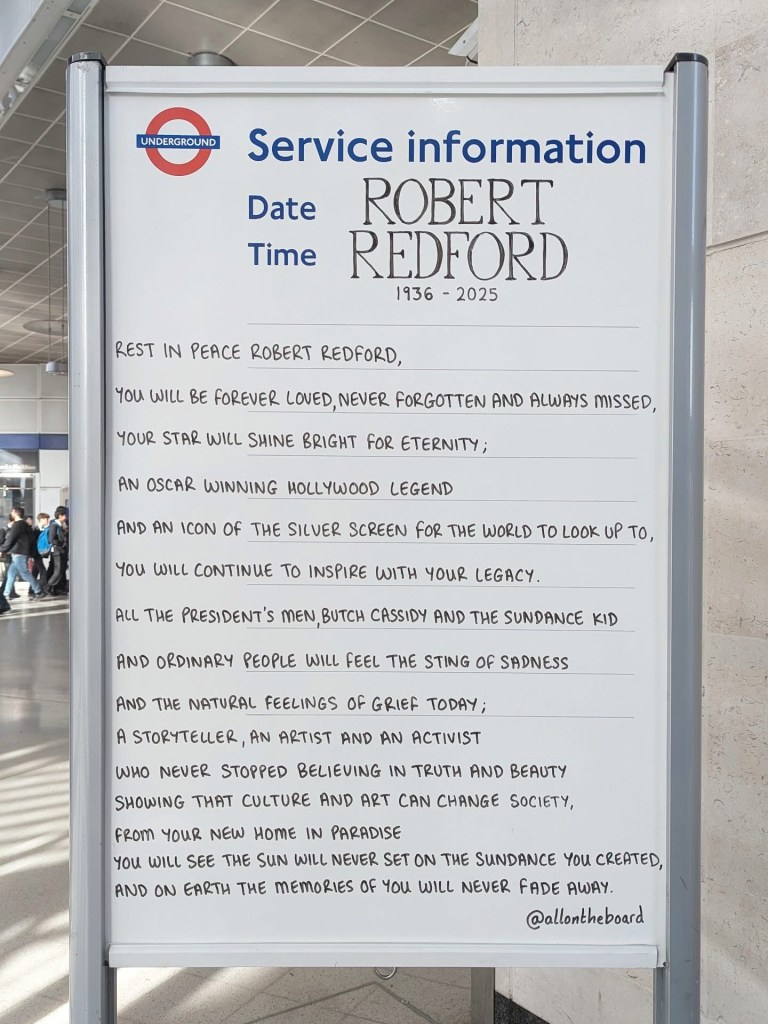 UNDERGROUND
Service information
Date ROBERT
Time REDFORD
1936 - 2025
REST IN PEACE ROBERT REDFORD,
YOU WILL BE FOREVER LOVED, NEVER FORGOTTEN AND ALWAYS MISSED,
YOUR STAR WILL SHINE BRIGHT FOR ETERNITY;
AN OSCAR WINNING HOLLYWOOD LEGEND
AND AN ICON OF THE SILVER SCREEN FOR THE WORLD TO LOOK UP TO,
YOU WILL CONTINUE TO INSPIRE WITH YOUR LEGACY.
ALL THE PRESIDENT'S MEN, BUTCH CASSIDY AND THE SUNDANCE KID
AND ORDINARY PEOPLE WILL FEEL THE STING OF SADNESS
AND THE NATURAL FEELINGS OF GRIEF TODAY;
A STORYTELLER, AN ARTIST AND AN ACTIVIST
WHO NEVER STOPPED BELIEVING IN TRUTH AND BEAUTY
SHOWING THAT CULTURE AND ART CAN CHANGE SOCIETY,
FROM YOUR NEW HOME IN PARADISE
YOU WILL SEE THE SUN WILL NEVER SET ON THE SUNDANCE YOU CREATED,
AND ON EARTH THE MEMORIES OF YOU WILL NEVER FADE AWAY.
@allontheboard